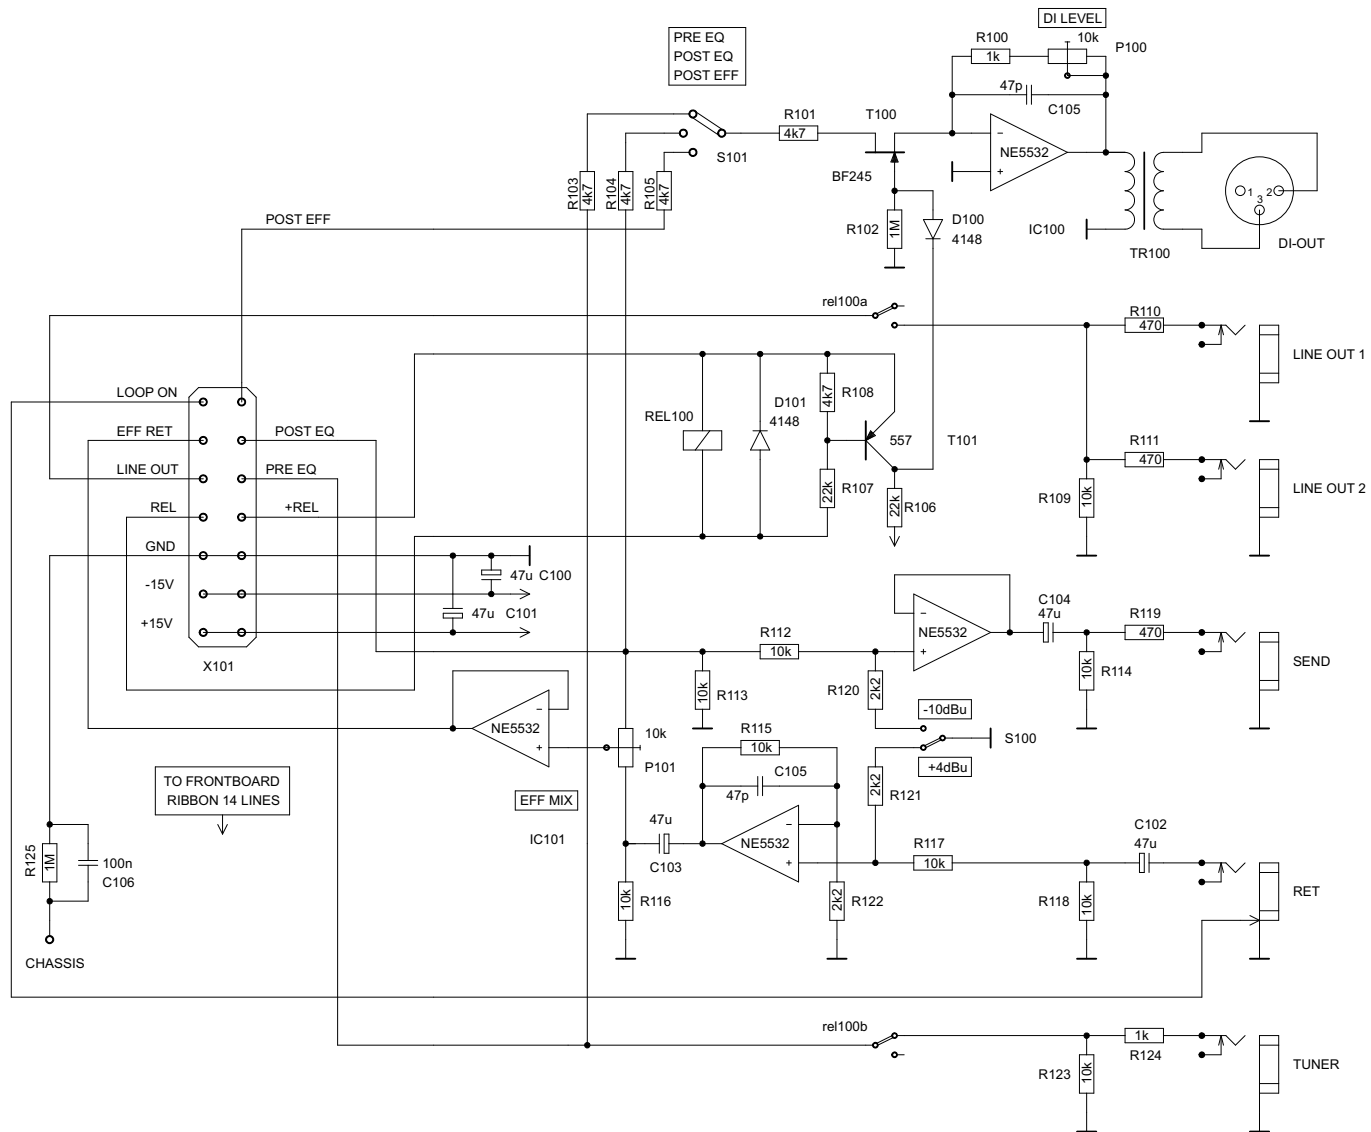 DI LEVEL
PRE EQ
POST EQ
POST EFF
R100
1k
10k
P100
47p
C105
R101
4k7
T100
S101
NE5532
BF245
R103
4k7
R104
4k7
R105
4k7
1
2
3
POST EFF
R102
1M
D100
4148
IC100
TR100
DI-OUT
rel100a
R110
470
LINE OUT 1
LOOP ON
R108
4k7
D101
4148
REL100
EFF RET
POST EQ
557
T101
R111
470
LINE OUT
PRE EQ
R107
22k
R106
22k
R109
10k
LINE OUT 2
REL
+REL
GND
-15V
+15V
47u C100
47u C101
X101
R112
10k
NE5532
C104
47u
R119
470
R114
10k
SEND
R113
10k
R120
2k2
-10dBu
S100
+4dBu
NE5532
10k
P101
R115
10k
C105
47p
R121
2k2
TO FRONTBOARD
RIBBON 14 LINES
EFF MIX
IC101
47u
C103
NE5532
R117
10k
C102
47u
R125
1M
100n
C106
R116
10k
R122
2k2
R118
10k
RET
CHASSIS
rel100b
1k
R124
R123
10k
TUNER